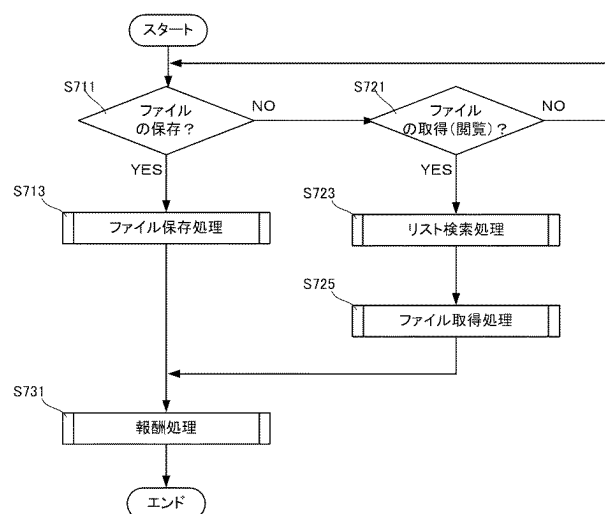 スタート
S711
ファイル
の保存？
NO
YES
S721
ファイル
の取得(閲覧)？
NO
YES
S713
ファイル保存処理
S723
リスト検索処理
S725
ファイル取得処理
S731
報酬処理
エンド